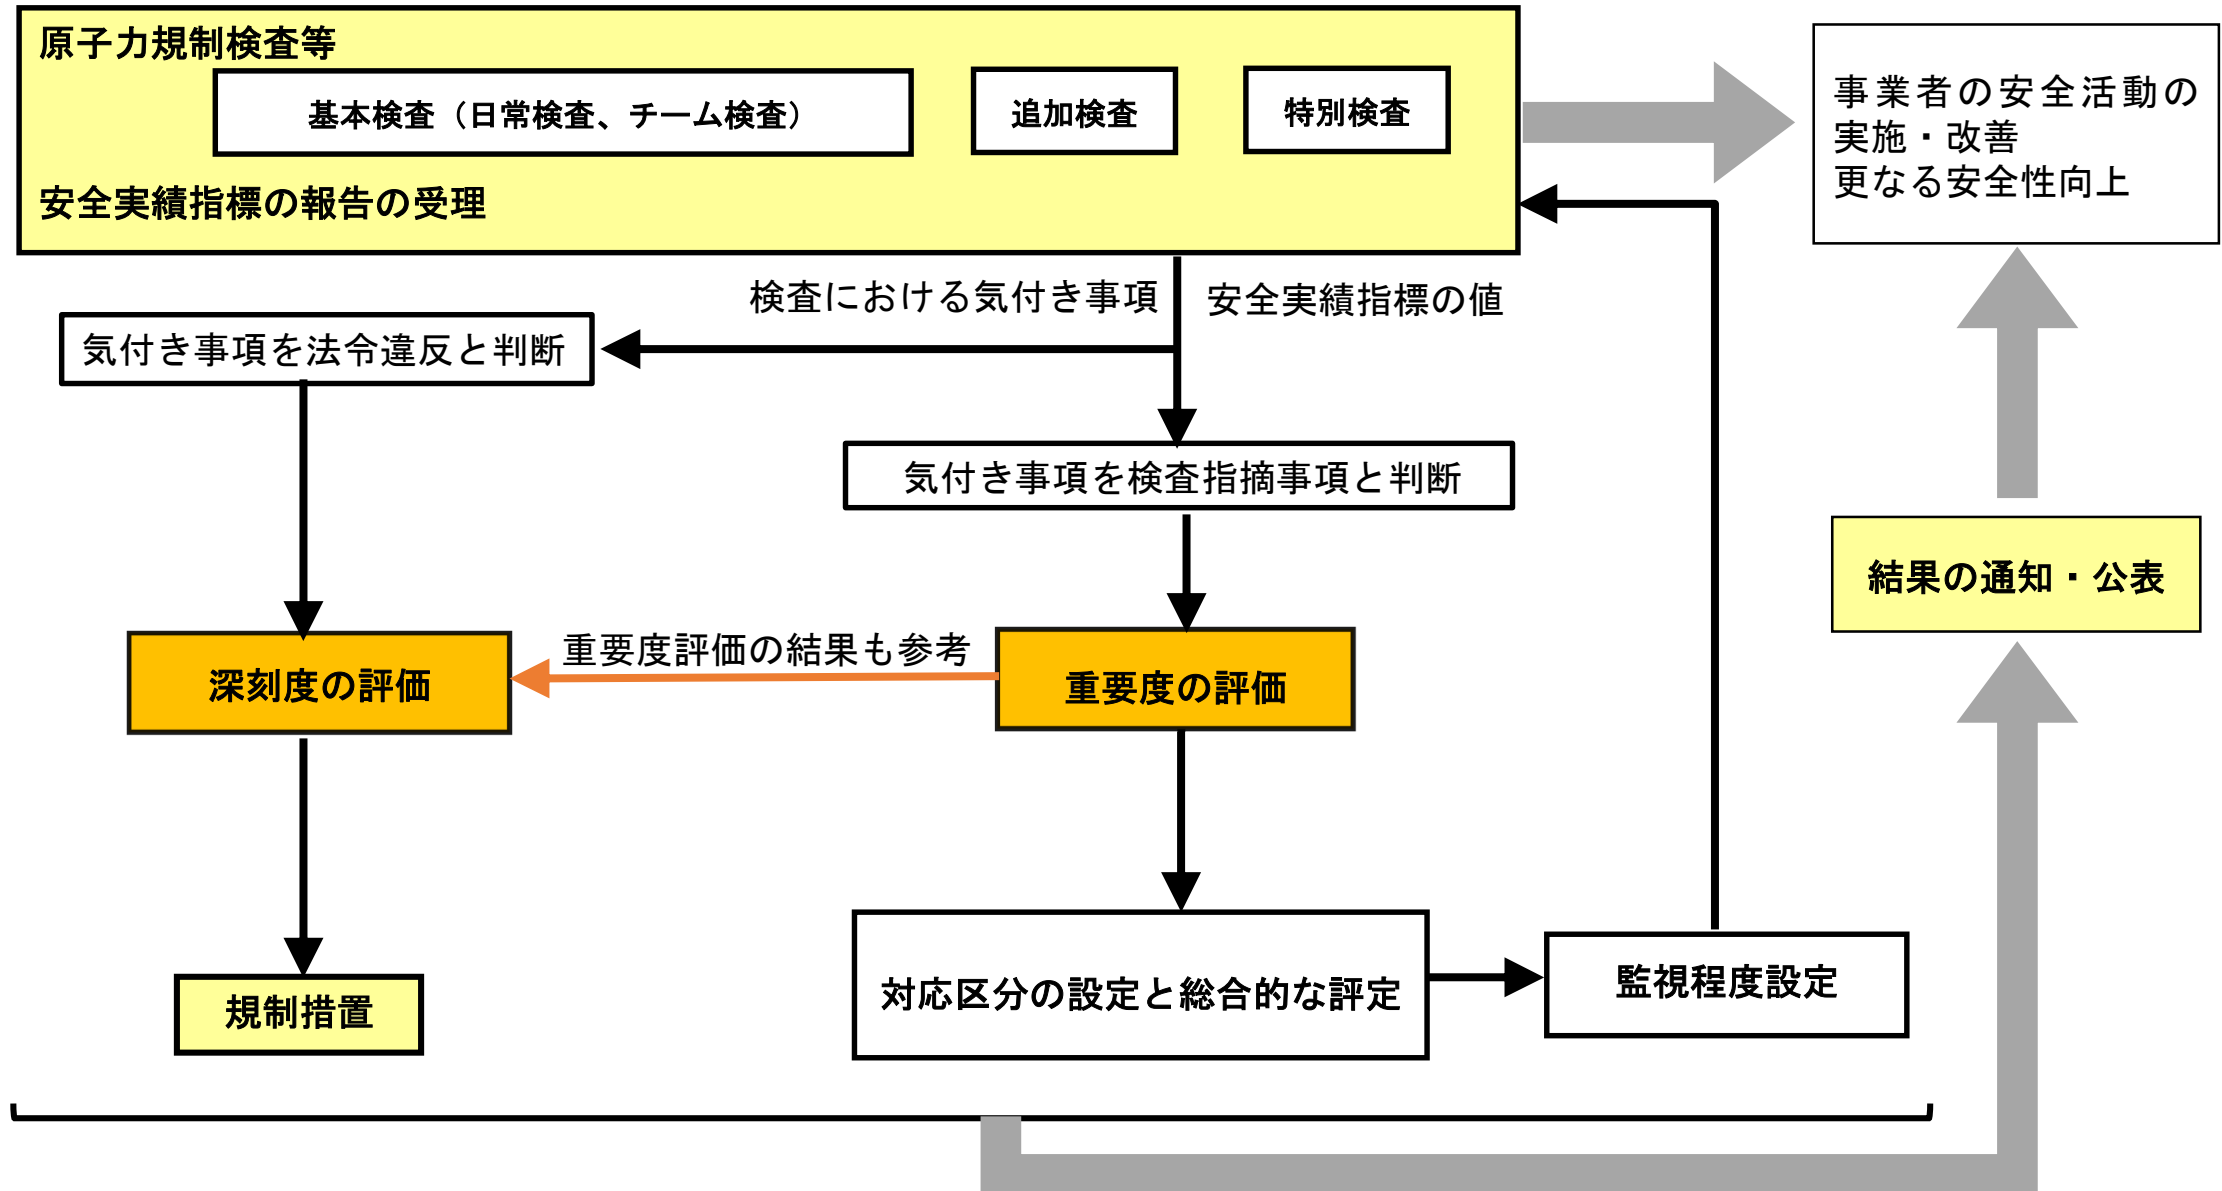 原子力規制検査等
基本検査（日常検査、チーム検査）
追加検査
特別検査
安全実績指標の報告の受理
事業者の安全活動の
実施・改善
更なる安全性向上
検査における気付き事項
安全実績指標の値
気付き事項を法令違反と判断
気付き事項を検査指摘事項と判断
結果の通知・公表
重要度評価の結果も参考
深刻度の評価
重要度の評価
対応区分の設定と総合的な評定
監視程度設定
規制措置